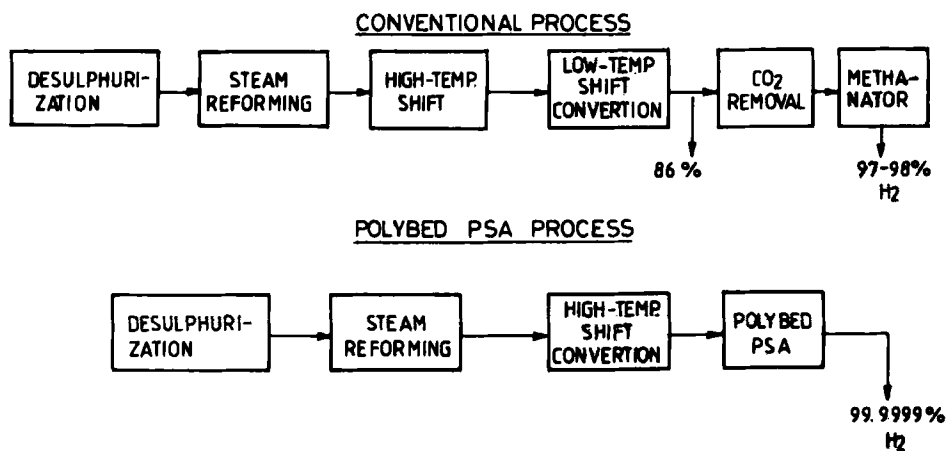 CONVENTIONAL PROCESS
DESULPHURI-
ZATION
STEAM
REFORMING
HIGH-TEMP.
SHIFT
LOW-TEMP
SHIFT
CONVERTION
CO2
REMOVAL
METHA-
NATOR
86 %
97-98%
H2
POLYBED PSA PROCESS
DESULPHURI-
ZATION
STEAM
REFORMING
HIGH-TEMP.
SHIFT
CONVERTION
POLYBED
PSA
99.9999%
H2